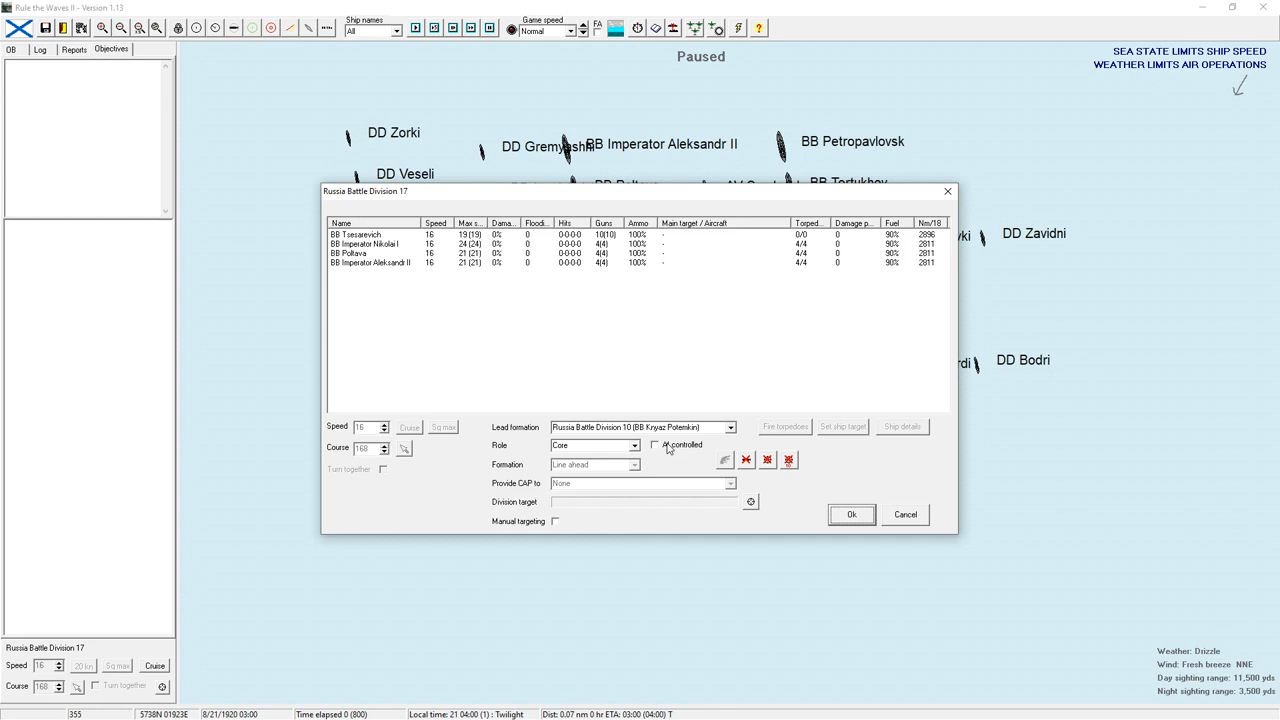 Rule the Waves II - Version 1.13
Ship names
All
Game speed
Normal
FA
OB
Log
Reports
Objectives
Paused
SEA STATE LIMITS SHIP SPEED
WEATHER LIMITS AIR OPERATIONS
DD Zorki
DD Gremyashni
BB Imperator Aleksandr II
BB Petropavlovsk
DD Veseli
DD Zavidni
DD Bodri
Russia Battle Division 17
Name Speed Max s... Dama... Floodi... Hits Guns Ammo Main target / Aircraft Torped... Damage p... Fuel Nm/18
BB Tsesarevich 16 19 (19) 0% 0 0-0-0-0 10(10) 100% - 0/0 0 90% 2896
BB Imperator Nikolai I 16 24 (24) 0% 0 0-0-0-0 4(4) 100% - 4/4 0 90% 2811
BB Poltava 16 21 (21) 0% 0 0-0-0-0 4(4) 100% - 4/4 0 90% 2811
BB Imperator Aleksandr II 16 21 (21) 0% 0 0-0-0-0 4(4) 100% - 4/4 0 90% 2811
Speed 16 Cruise Sq max
Lead formation Russia Battle Division 10 (BB Knyaz Potemkin)
Fire torpedoes Set ship target Ship details
Course 168
Role Core AI controlled
Turn together
Formation Line ahead
Provide CAP to None
Division target
Manual targeting
Ok Cancel
Russia Battle Division 17
Speed 16 20 kn Sq max Cruise
Course 168 Turn together
Weather: Drizzle
Wind: Fresh breeze NNE
Day sighting range: 11,500 yds
Night sighting range: 3,500 yds
355 5738N 01923E 8/21/1920 03:00 Time elapsed 0 (800) Local time: 21 04:00 (1) : Twilight Dist: 0.07 nm 0 hr ETA: 03:00 (04:00) T